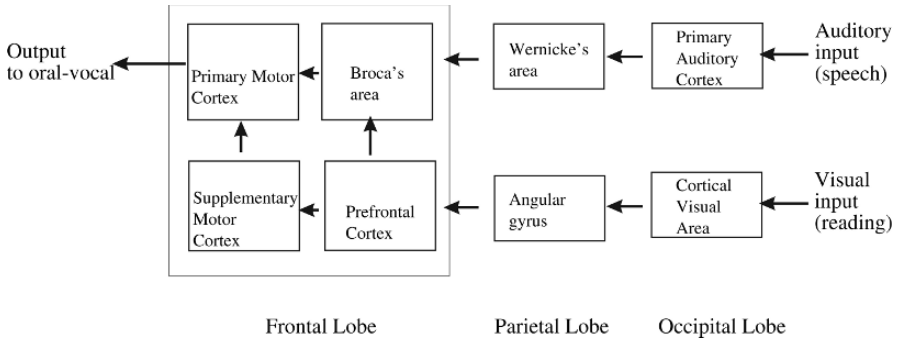 Output
to oral-vocal
Primary Motor
Cortex
Broca's
area
Wernicke's
area
Primary
Auditory
Cortex
Auditory
input
(speech)
Supplementary
Motor
Cortex
Prefrontal
Cortex
Angular
gyrus
Cortical
Visual
Area
Visual
input
(reading)
Frontal Lobe
Parietal Lobe
Occipital Lobe